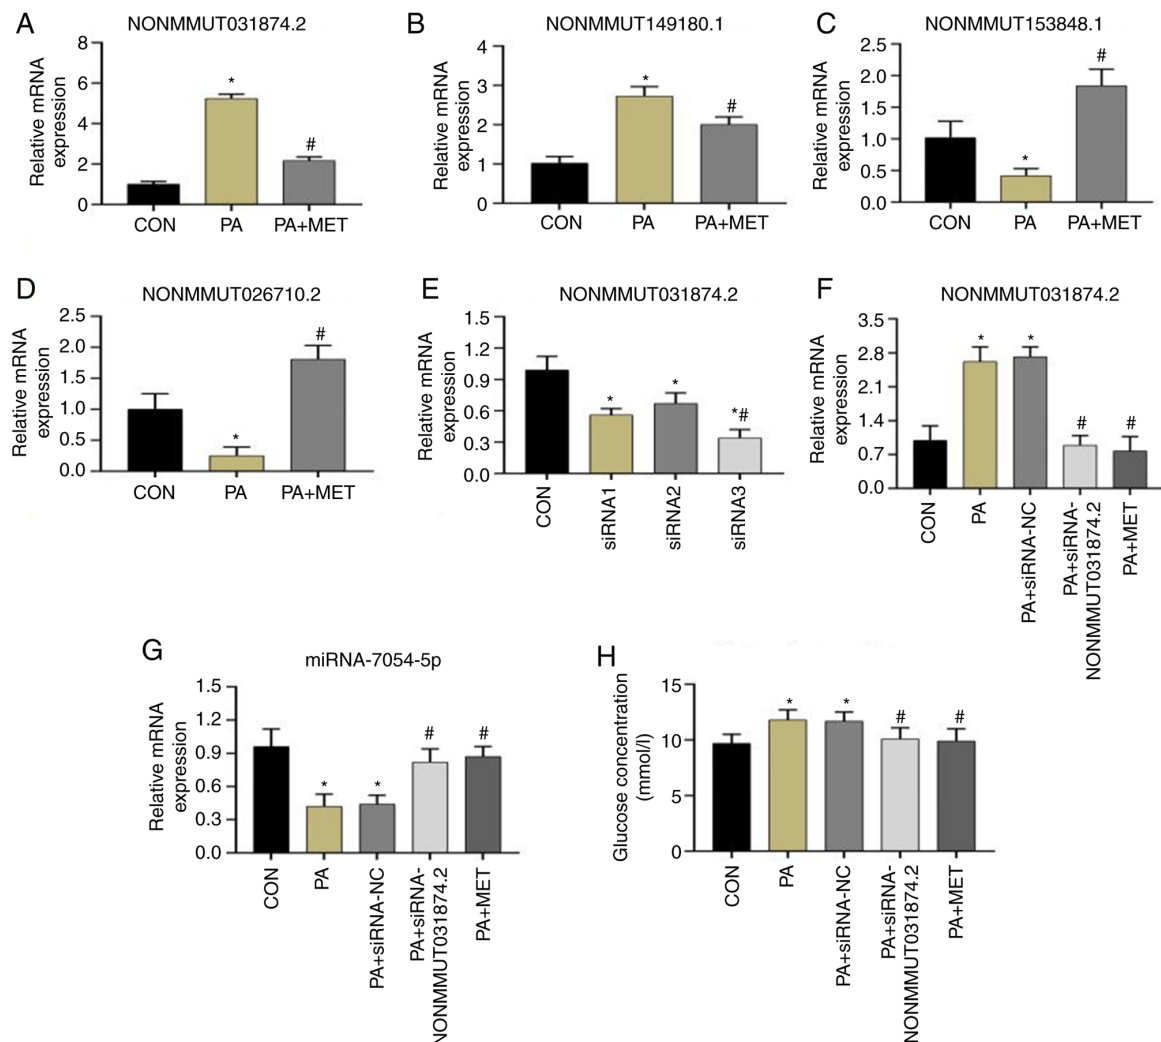 A
NONMMUT031874.2
Relative mRNA
expression
8
6
4
2
0
*
#
CON
PA
PA+MET
B
NONMMUT149180.1
Relative mRNA
expression
4
3
2
1
0
*
#
CON
PA
PA+MET
C
NONMMUT153848.1
Relative mRNA
expression
2.5
2.0
1.5
1.0
0.5
0.0
*
#
CON
PA
PA+MET
D
NONMMUT026710.2
Relative mRNA
expression
2.5
2.0
1.5
1.0
0.5
0.0
*
#
CON
PA
PA+MET
E
NONMMUT031874.2
Relative mRNA
expression
1.5
1.2
0.9
0.6
0.3
0.0
*
*
*#
CON
siRNA1
siRNA2
siRNA3
F
NONMMUT031874.2
Relative mRNA
expression
3.5
2.8
2.1
1.4
0.7
0.0
*
*
#
#
CON
PA
PA+siRNA-NC
PA+siRNA-
NONMMUT031874.2
PA+MET
G
miRNA-7054-5p
Relative mRNA
expression
1.5
1.2
0.9
0.6
0.3
0.0
*
*
#
#
CON
PA
PA+siRNA-NC
PA+siRNA-
NONMMUT031874.2
PA+MET
H
Glucose concentration
(mmol/l)
15
10
5
0
*
*
#
#
CON
PA
PA+siRNA-NC
PA+siRNA-
NONMMUT031874.2
PA+MET